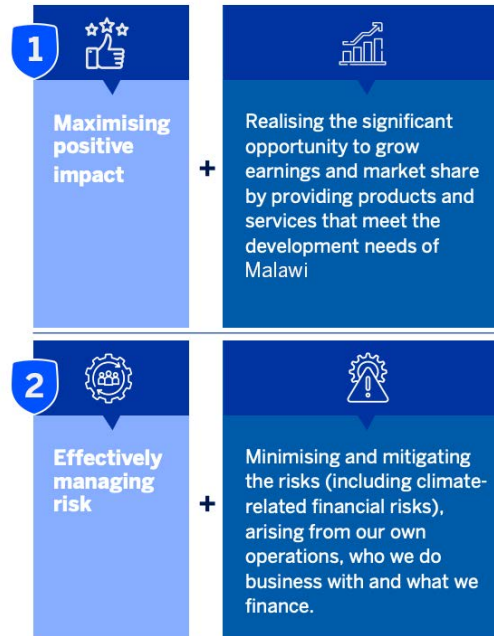 1
Maximising
positive
impact
+
Realising the significant
opportunity to grow
earnings and market share
by providing products and
services that meet the
development needs of
Malawi
2
Effectively
managing
risk
+
Minimising and mitigating
the risks (including climate-
related financial risks),
arising from our own
operations, who we do
business with and what we
finance.